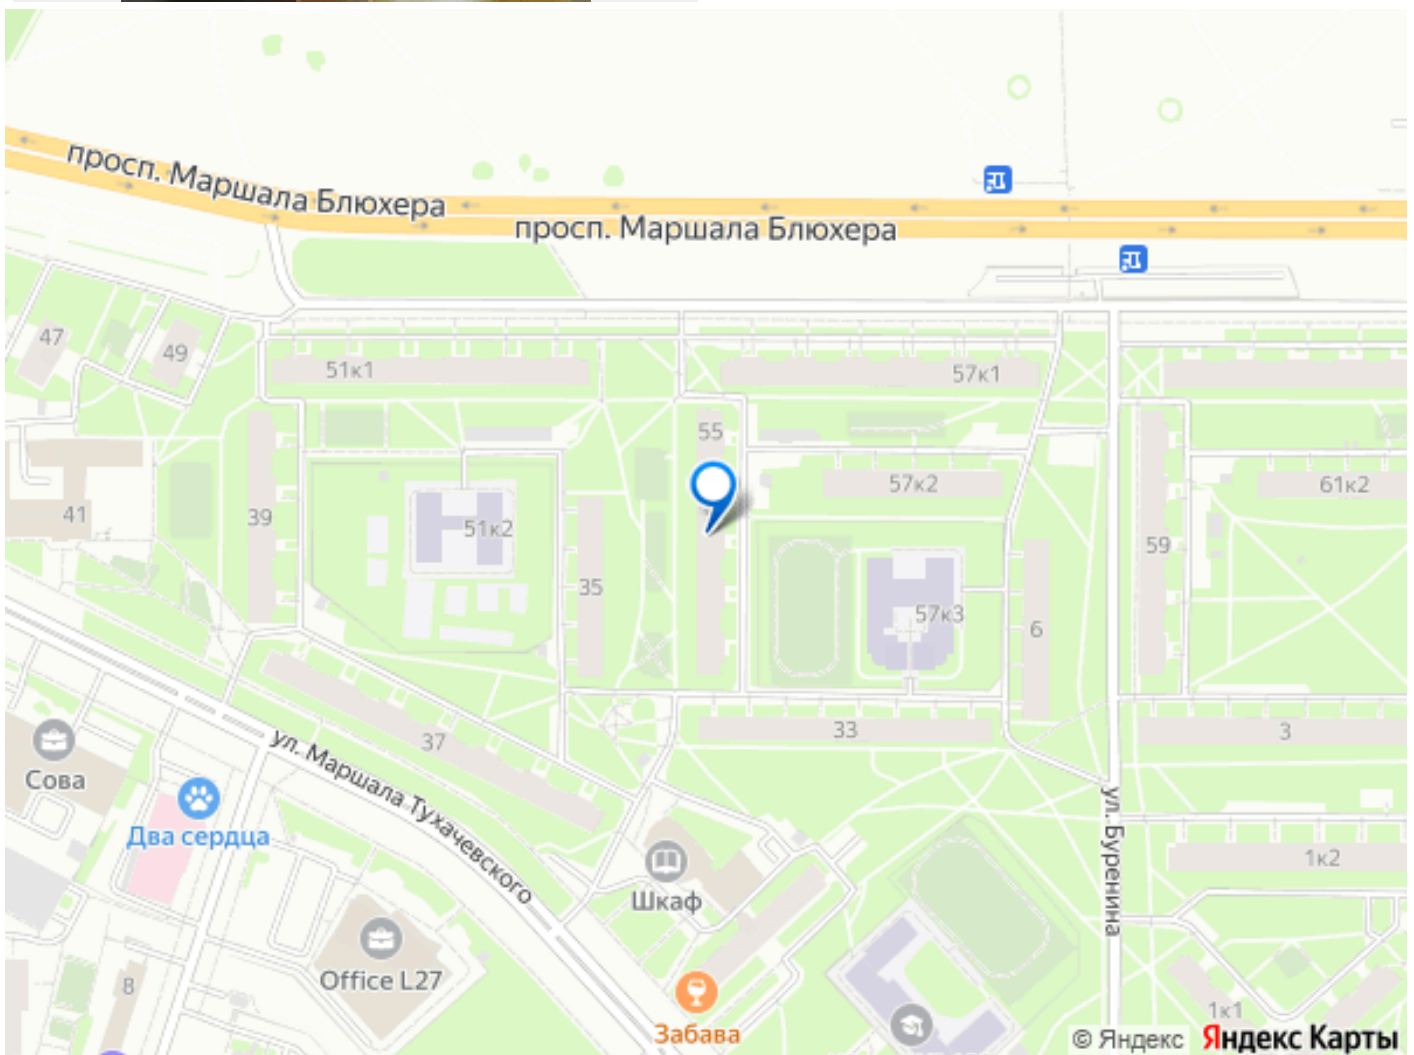 просп. Маршала Блюхера
просп. Маршала Блюхера
47
49
51к1
57к1
55
41
39
51к2
57к2
61к2
35
59
57к3
6
37
33
3
Сова
ул. Маршала Тухачевского
Два сердца
ул. Буренина
1к2
Шкаф
Office L27
8
Забава
1к1
© Яндекс Яндекс Карты